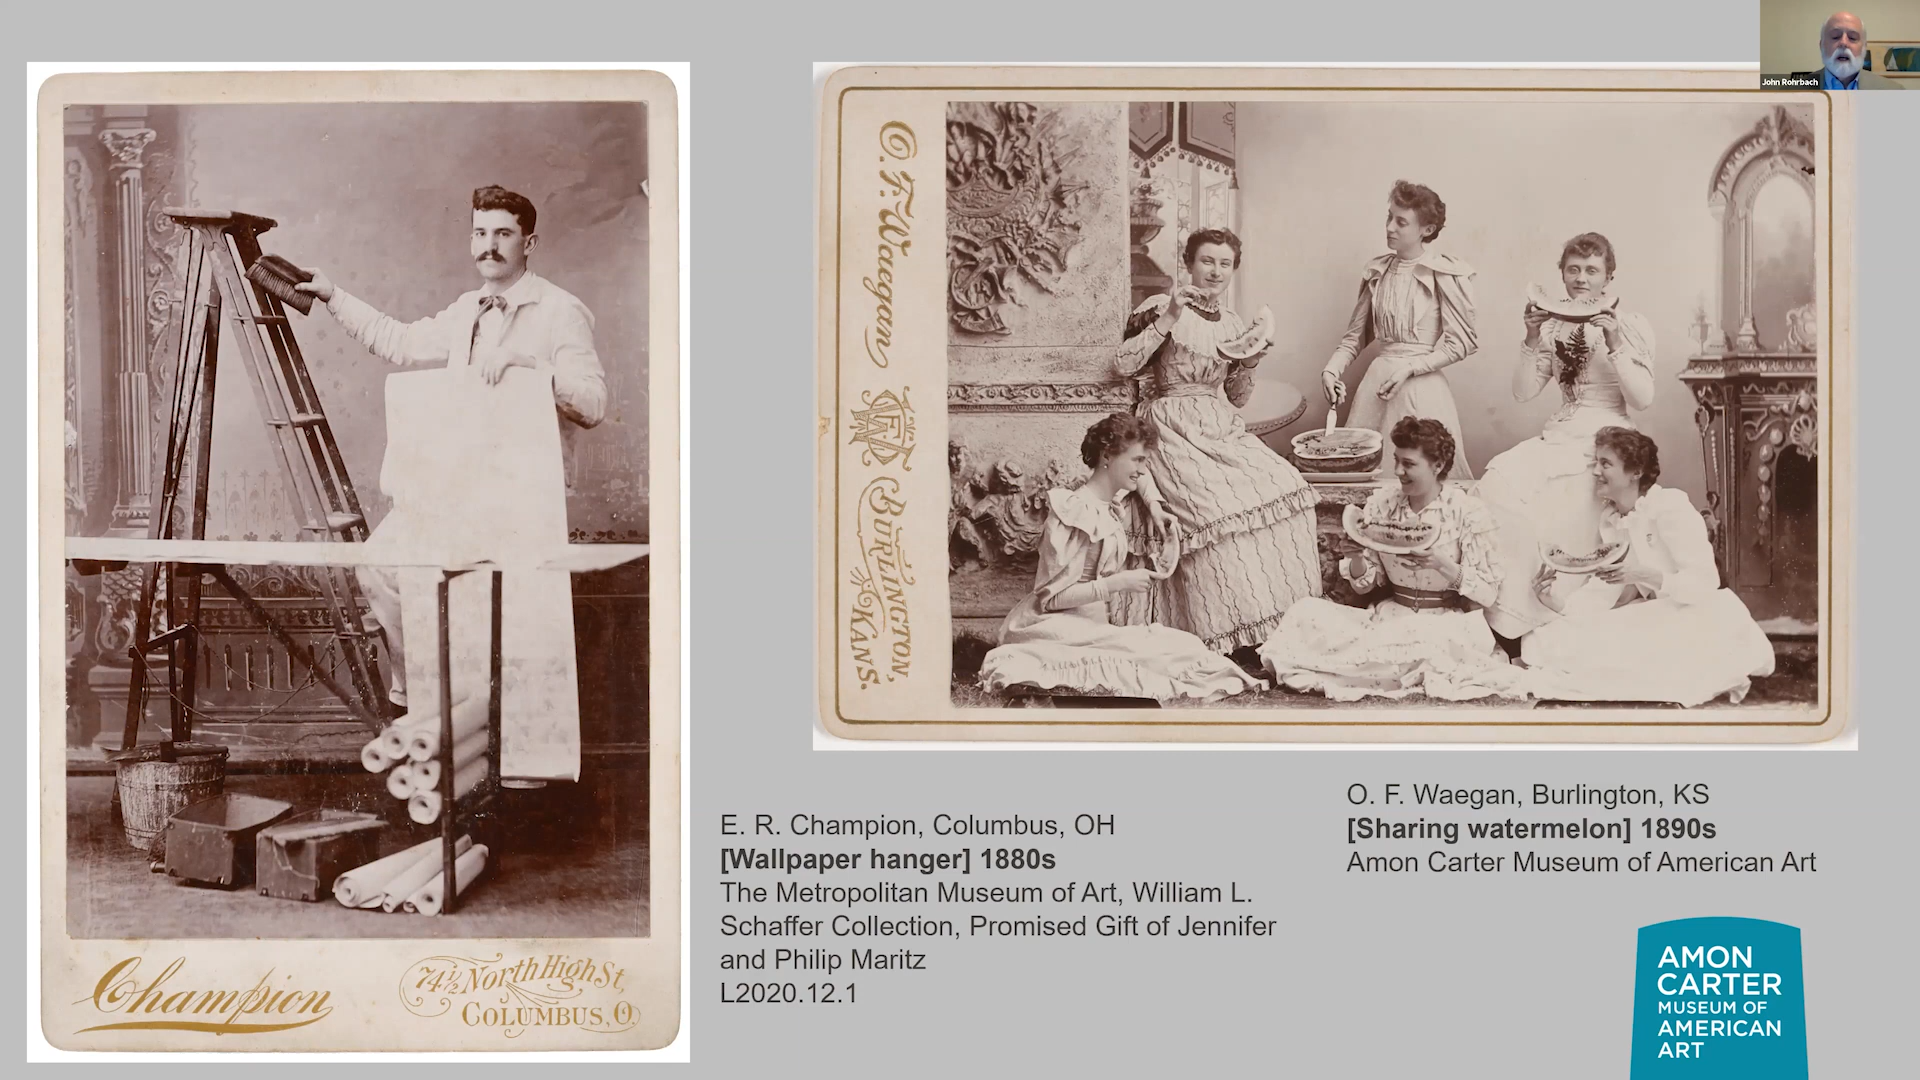 John Rohrbach
O. F. Waegan
OFW
BURLINGTON,
KANS.
Champion
74½ North High St,
COLUMBUS, O.
E. R. Champion, Columbus, OH
[Wallpaper hanger] 1880s
The Metropolitan Museum of Art, William L.
Schaffer Collection, Promised Gift of Jennifer
and Philip Maritz
L2020.12.1
O. F. Waegan, Burlington, KS
[Sharing watermelon] 1890s
Amon Carter Museum of American Art
AMON
CARTER
MUSEUM OF
AMERICAN
ART